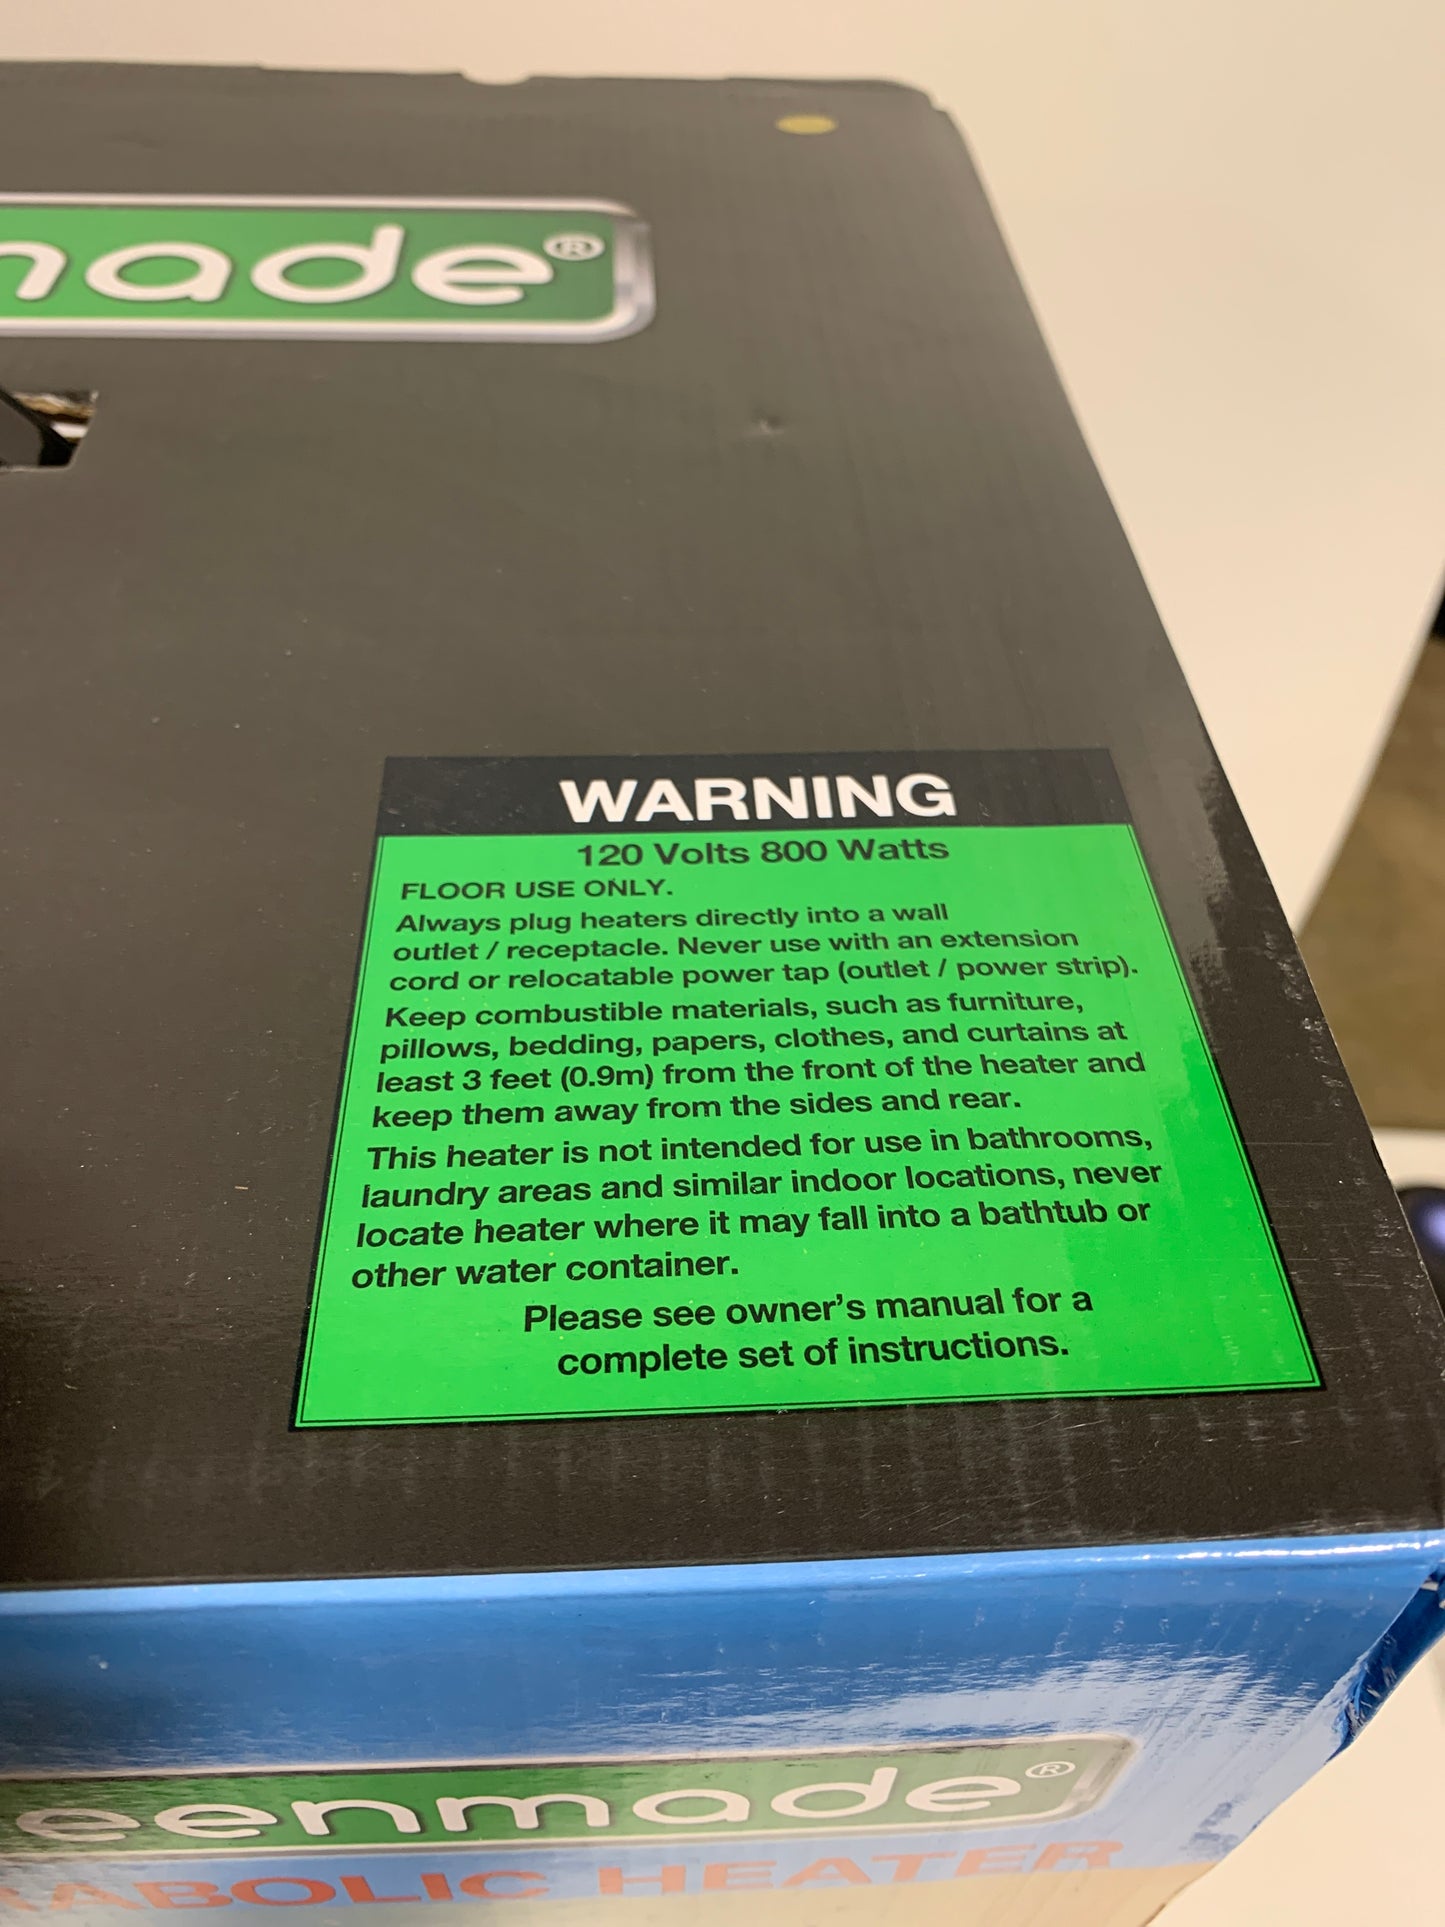 made®
WARNING
120 Volts 800 Watts
FLOOR USE ONLY.
Always plug heaters directly into a wall
outlet / receptacle. Never use with an extension
cord or relocatable power tap (outlet / power strip).
Keep combustible materials, such as furniture,
pillows, bedding, papers, clothes, and curtains at
least 3 feet (0.9m) from the front of the heater and
keep them away from the sides and rear.
This heater is not intended for use in bathrooms,
laundry areas and similar indoor locations, never
locate heater where it may fall into a bathtub or
other water container.
Please see owner's manual for a
complete set of instructions.
eenmade®
ABOLIC HEATER